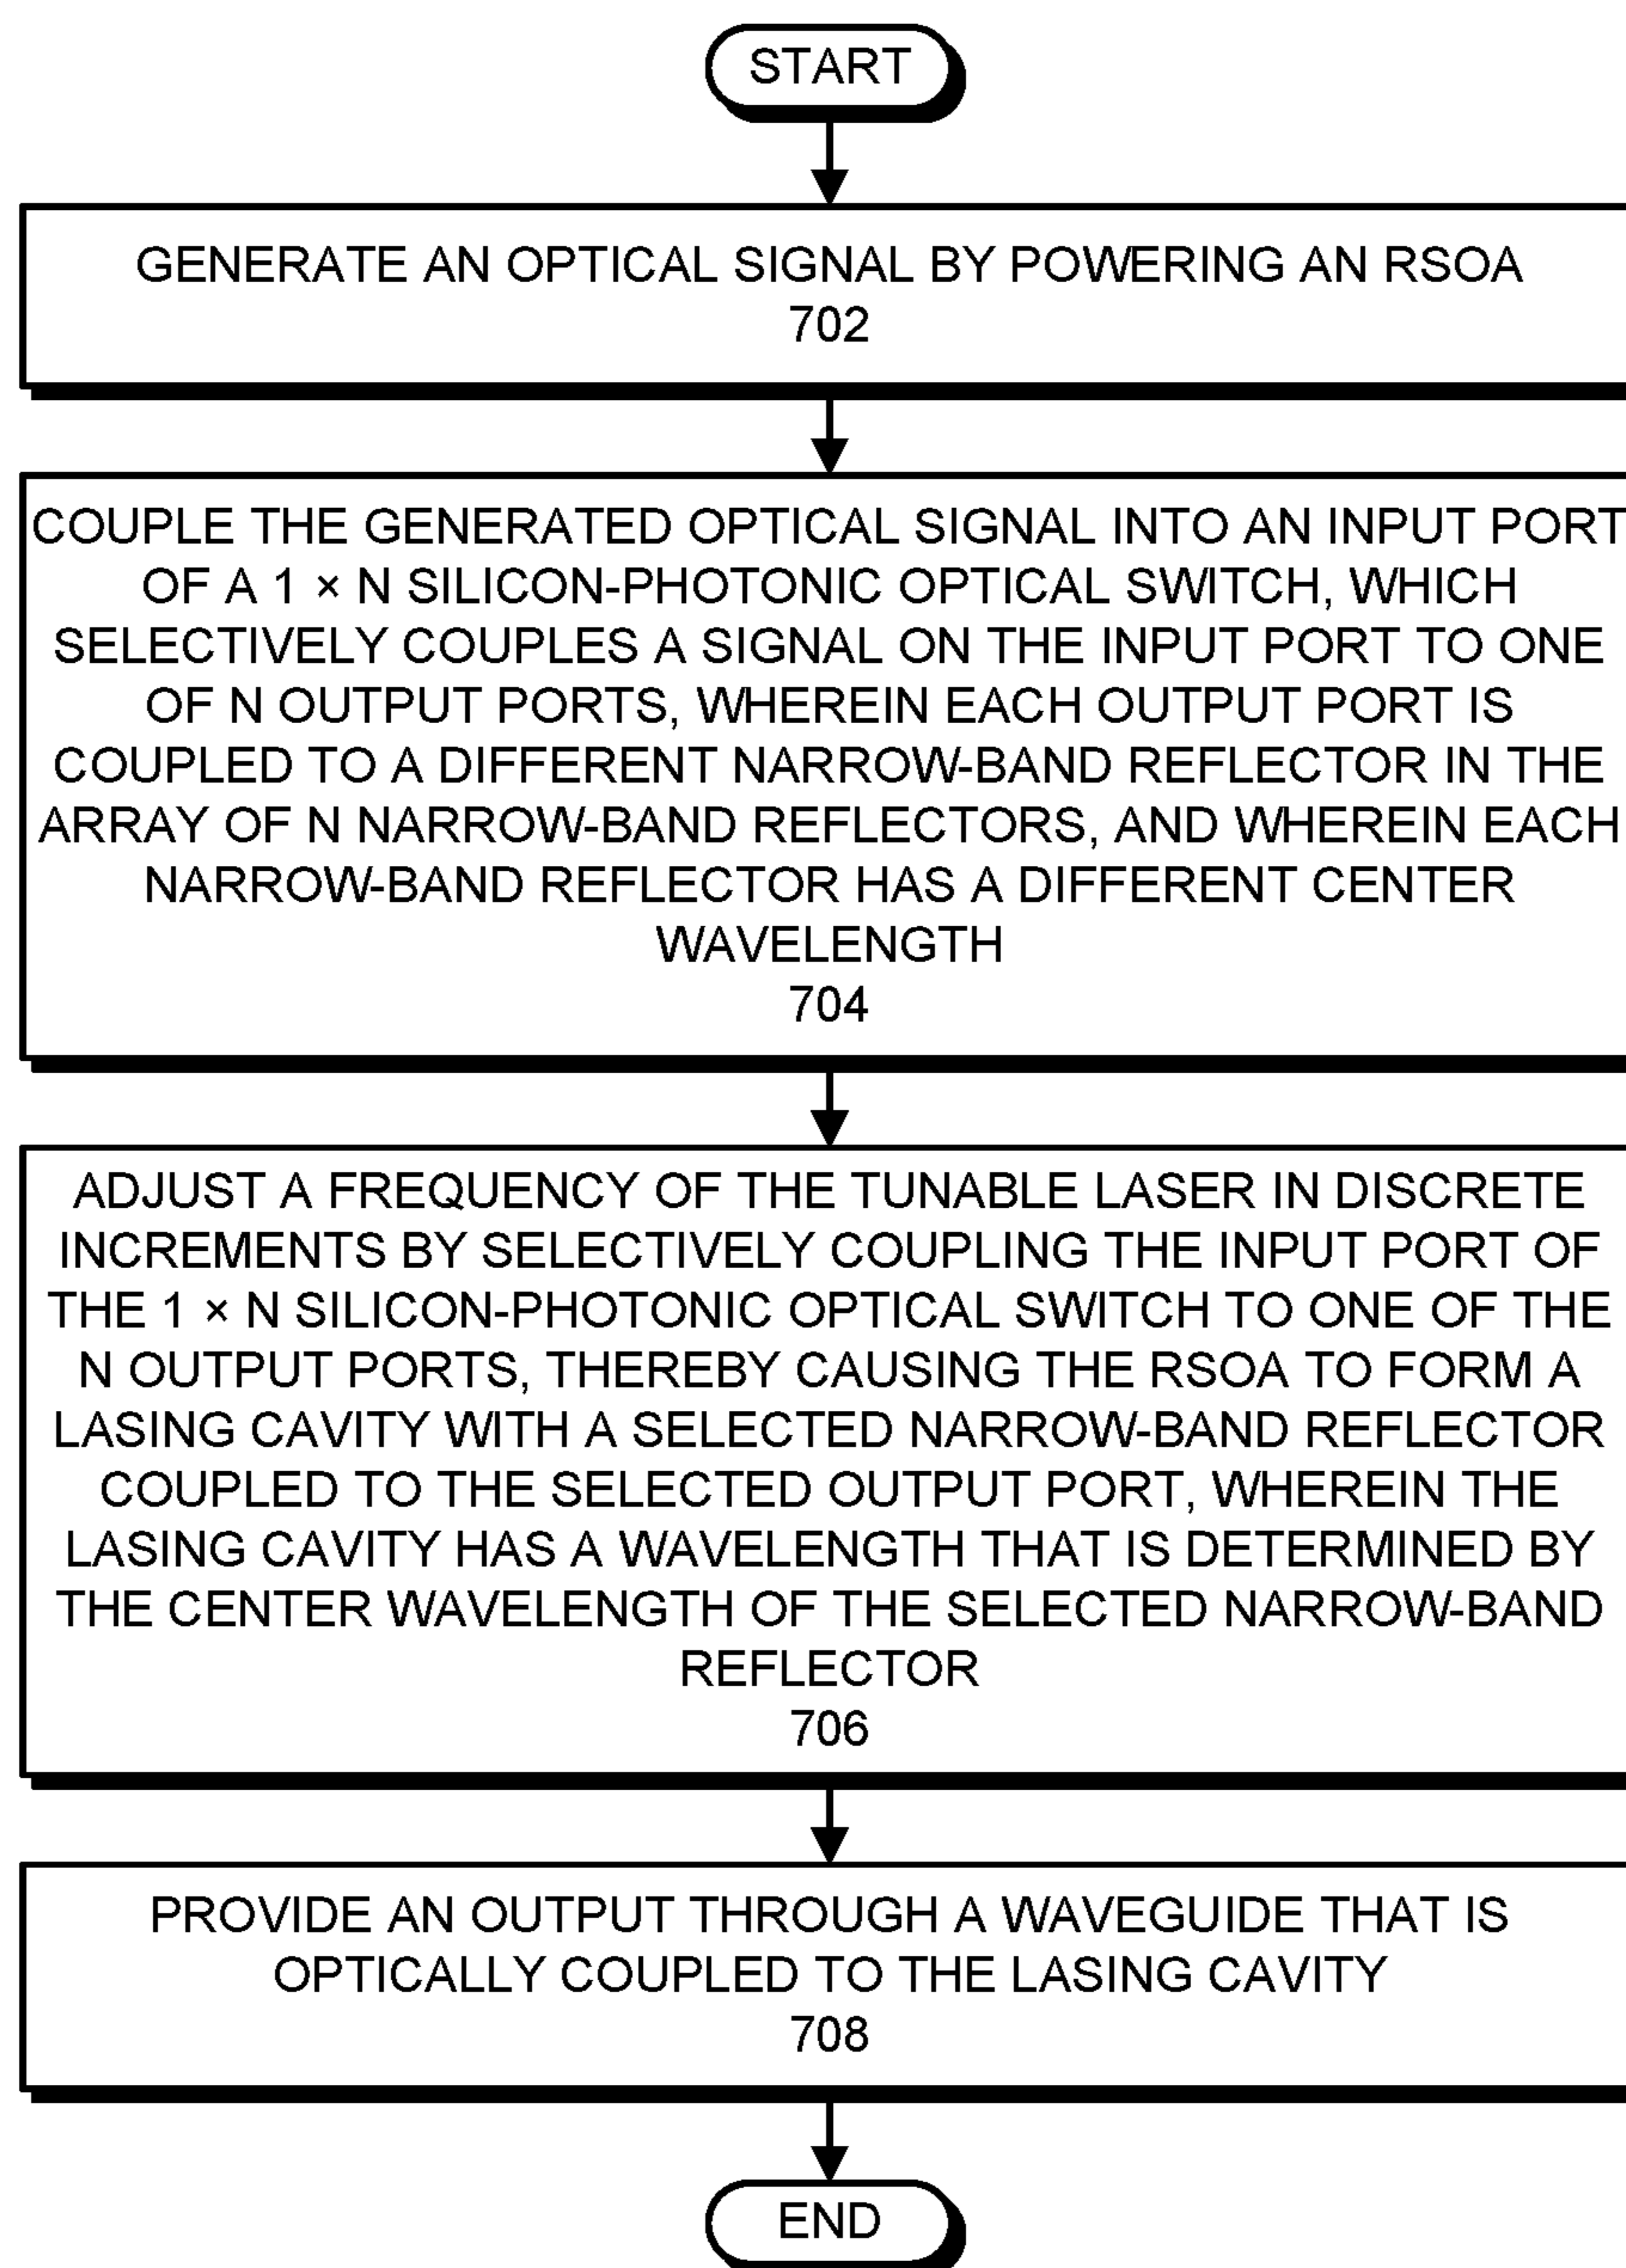 START
GENERATE AN OPTICAL SIGNAL BY POWERING AN RSOA
702
COUPLE THE GENERATED OPTICAL SIGNAL INTO AN INPUT PORT
OF A 1 × N SILICON-PHOTONIC OPTICAL SWITCH, WHICH
SELECTIVELY COUPLES A SIGNAL ON THE INPUT PORT TO ONE
OF N OUTPUT PORTS, WHEREIN EACH OUTPUT PORT IS
COUPLED TO A DIFFERENT NARROW-BAND REFLECTOR IN THE
ARRAY OF N NARROW-BAND REFLECTORS, AND WHEREIN EACH
NARROW-BAND REFLECTOR HAS A DIFFERENT CENTER
WAVELENGTH
704
ADJUST A FREQUENCY OF THE TUNABLE LASER IN DISCRETE
INCREMENTS BY SELECTIVELY COUPLING THE INPUT PORT OF
THE 1 × N SILICON-PHOTONIC OPTICAL SWITCH TO ONE OF THE
N OUTPUT PORTS, THEREBY CAUSING THE RSOA TO FORM A
LASING CAVITY WITH A SELECTED NARROW-BAND REFLECTOR
COUPLED TO THE SELECTED OUTPUT PORT, WHEREIN THE
LASING CAVITY HAS A WAVELENGTH THAT IS DETERMINED BY
THE CENTER WAVELENGTH OF THE SELECTED NARROW-BAND
REFLECTOR
706
PROVIDE AN OUTPUT THROUGH A WAVEGUIDE THAT IS
OPTICALLY COUPLED TO THE LASING CAVITY
708
END